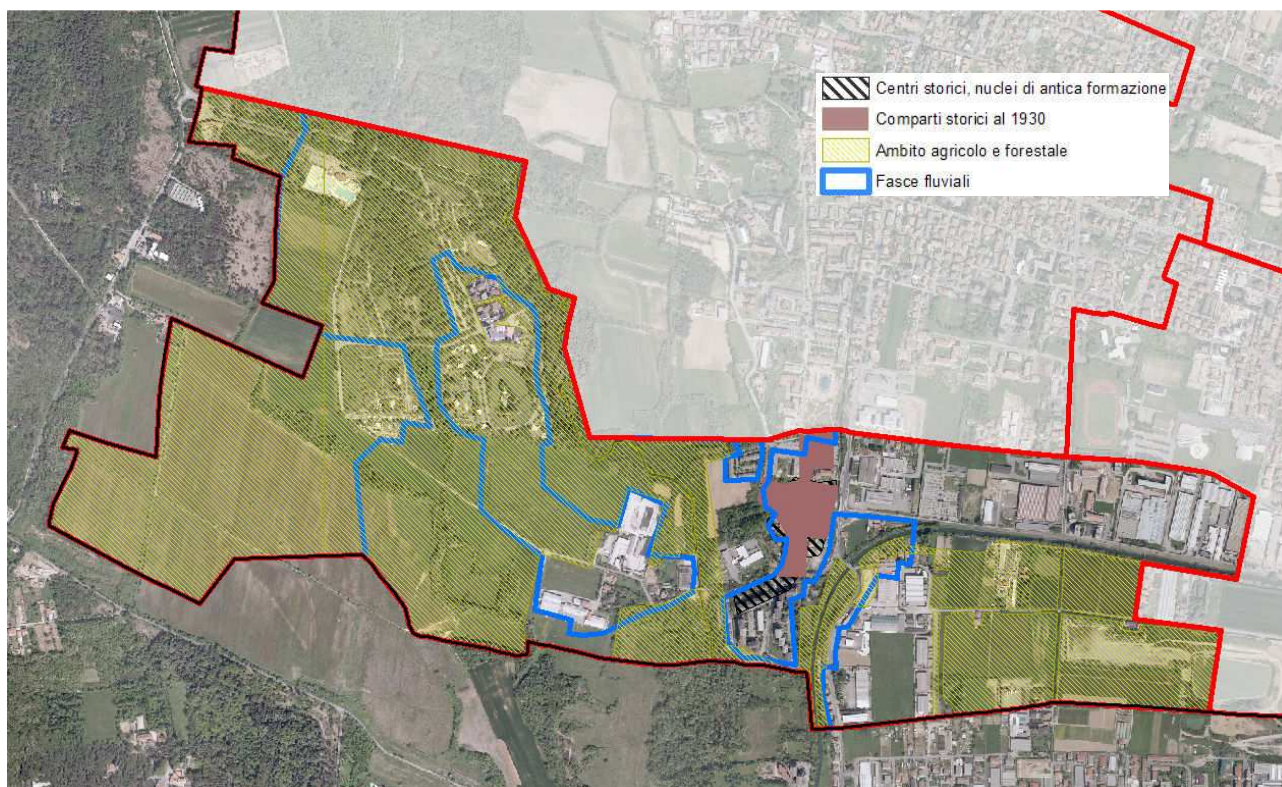 Centri storici, nuclei di antica formazione
Comparti storici al 1930
Ambito agricolo e forestale
Fasce fluviali